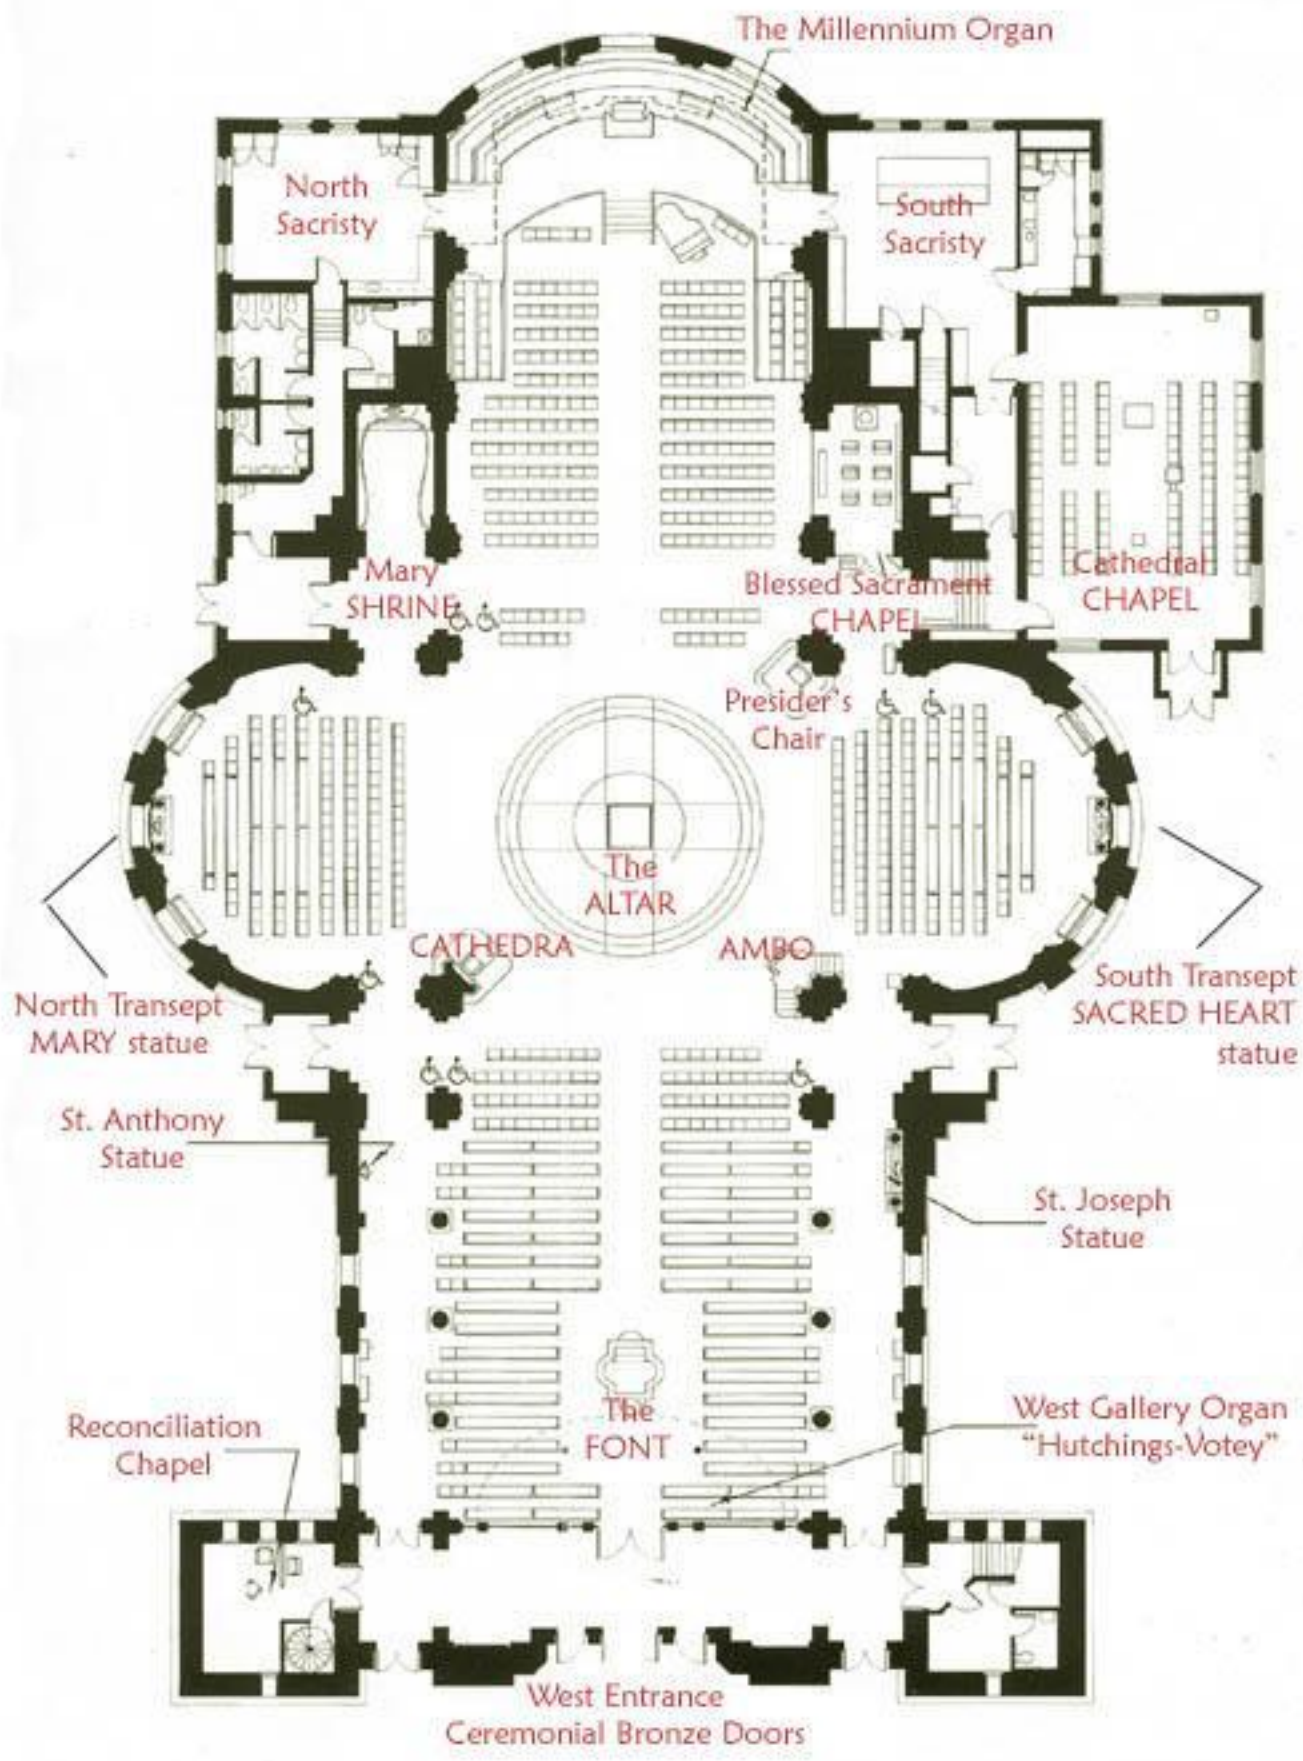 The Millennium Organ
North
Sacristy
South
Sacristy
Mary
SHRINE
Blessed Sacrament
CHAPEL
Cathedral
CHAPEL
Presider's
Chair
The
ALTAR
CATHEDRA
AMBO
North Transept
MARY statue
South Transept
SACRED HEART
statue
St. Anthony
Statue
St. Joseph
Statue
The
FONT
Reconciliation
Chapel
West Gallery Organ
"Hutchings-Votey"
West Entrance
Ceremonial Bronze Doors